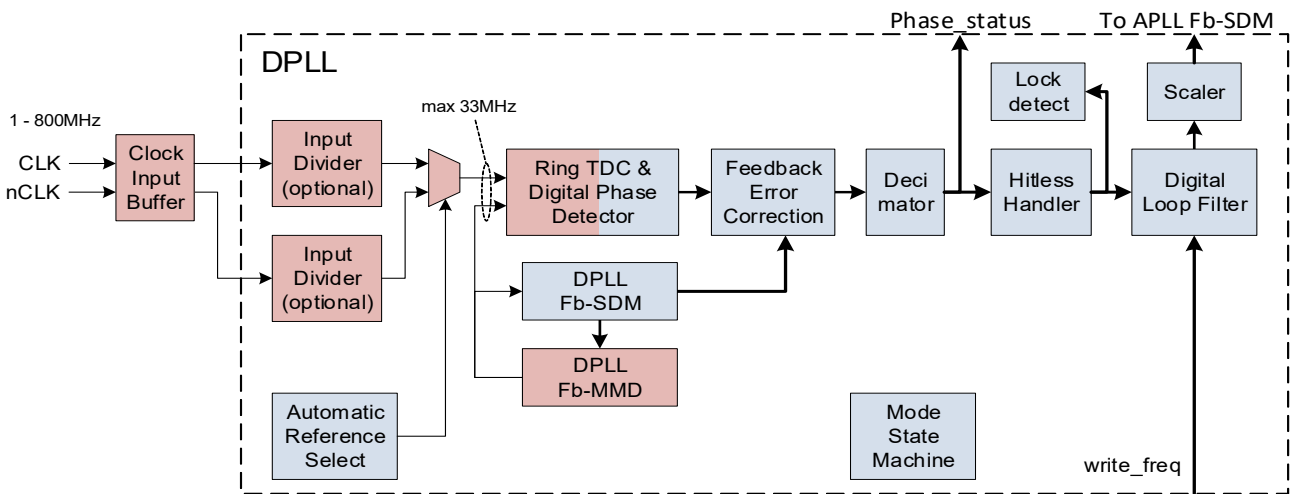 Phase_status
To APLL Fb-SDM
DPLL
1 - 800MHz
CLK
nCLK
Clock
Input
Buffer
Input
Divider
(optional)
Input
Divider
(optional)
max 33MHz
Ring TDC &
Digital Phase
Detector
Feedback
Error
Correction
Deci
mator
Lock
detect
Hitless
Handler
Scaler
Digital
Loop Filter
DPLL
Fb-SDM
DPLL
Fb-MMD
Automatic
Reference
Select
Mode
State
Machine
write_freq